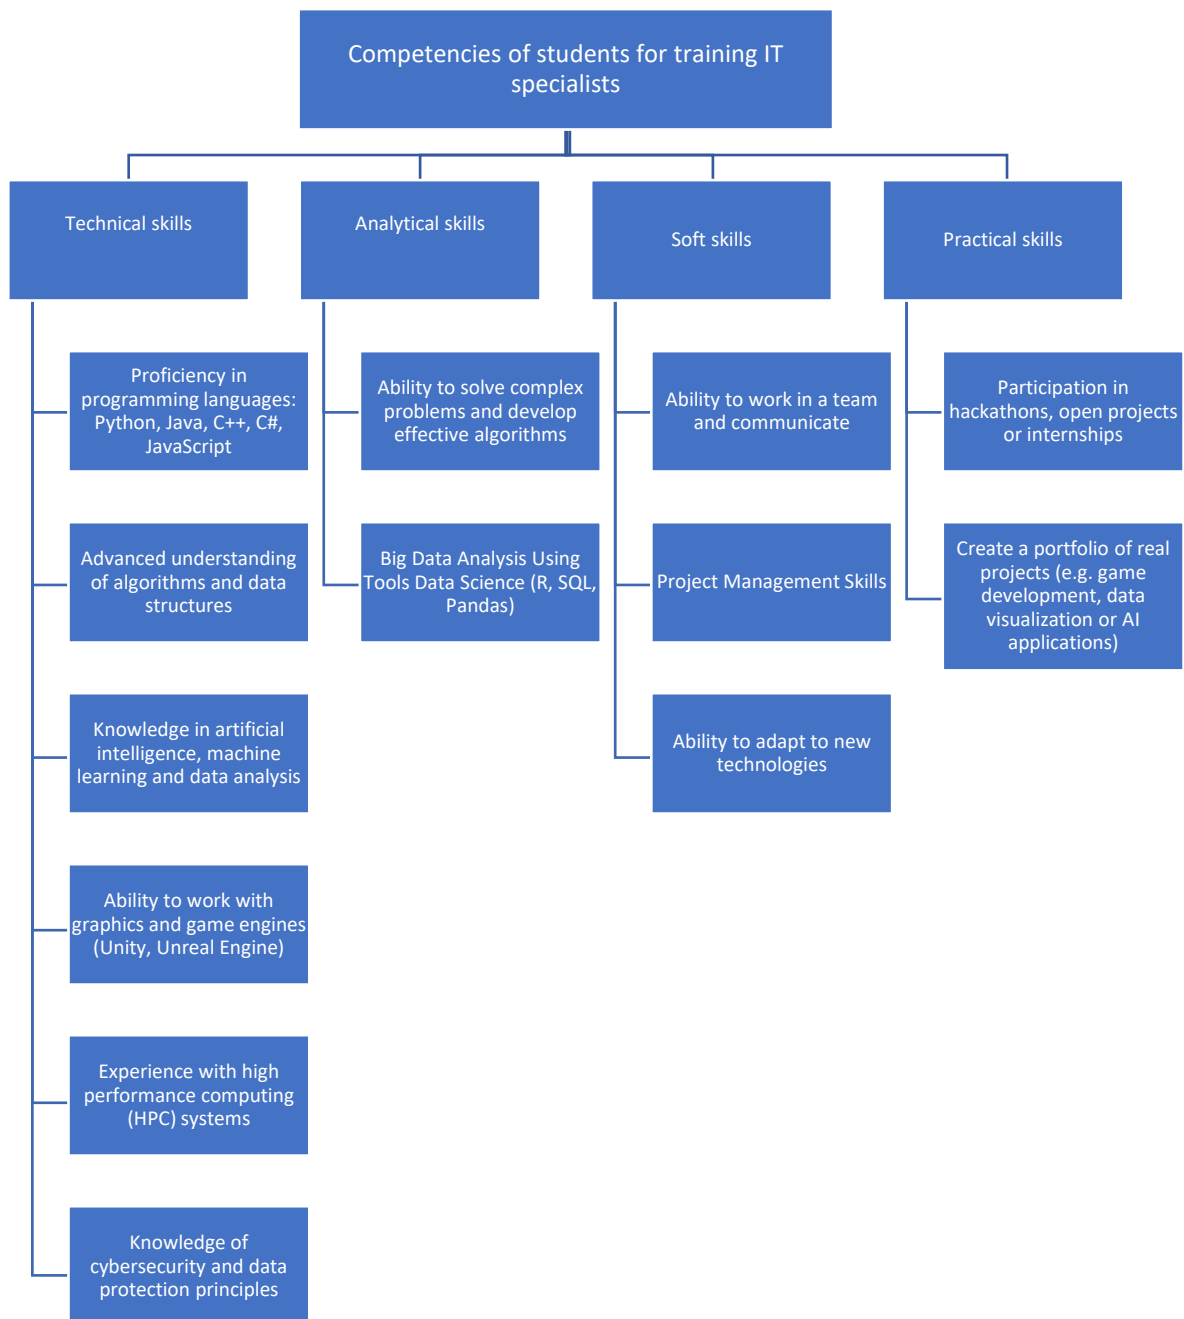 Competencies of students for training IT
specialists
Technical skills
Analytical skills
Soft skills
Practical skills
Proficiency in
programming languages:
Python, Java, C++, C#,
JavaScript
Advanced understanding
of algorithms and data
structures
Knowledge in artificial
intelligence, machine
learning and data analysis
Ability to work with
graphics and game engines
(Unity, Unreal Engine)
Experience with high
performance computing
(HPC) systems
Knowledge of
cybersecurity and data
protection principles
Ability to solve complex
problems and develop
effective algorithms
Big Data Analysis Using
Tools Data Science (R, SQL,
Pandas)
Ability to work in a team
and communicate
Project Management Skills
Ability to adapt to new
technologies
Participation in
hackathons, open projects
or internships
Create a portfolio of real
projects (e.g. game
development, data
visualization or AI
applications)